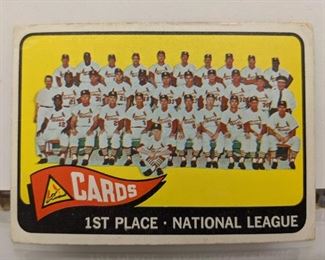 CARDS
1ST PLACE · NATIONAL LEAGUE